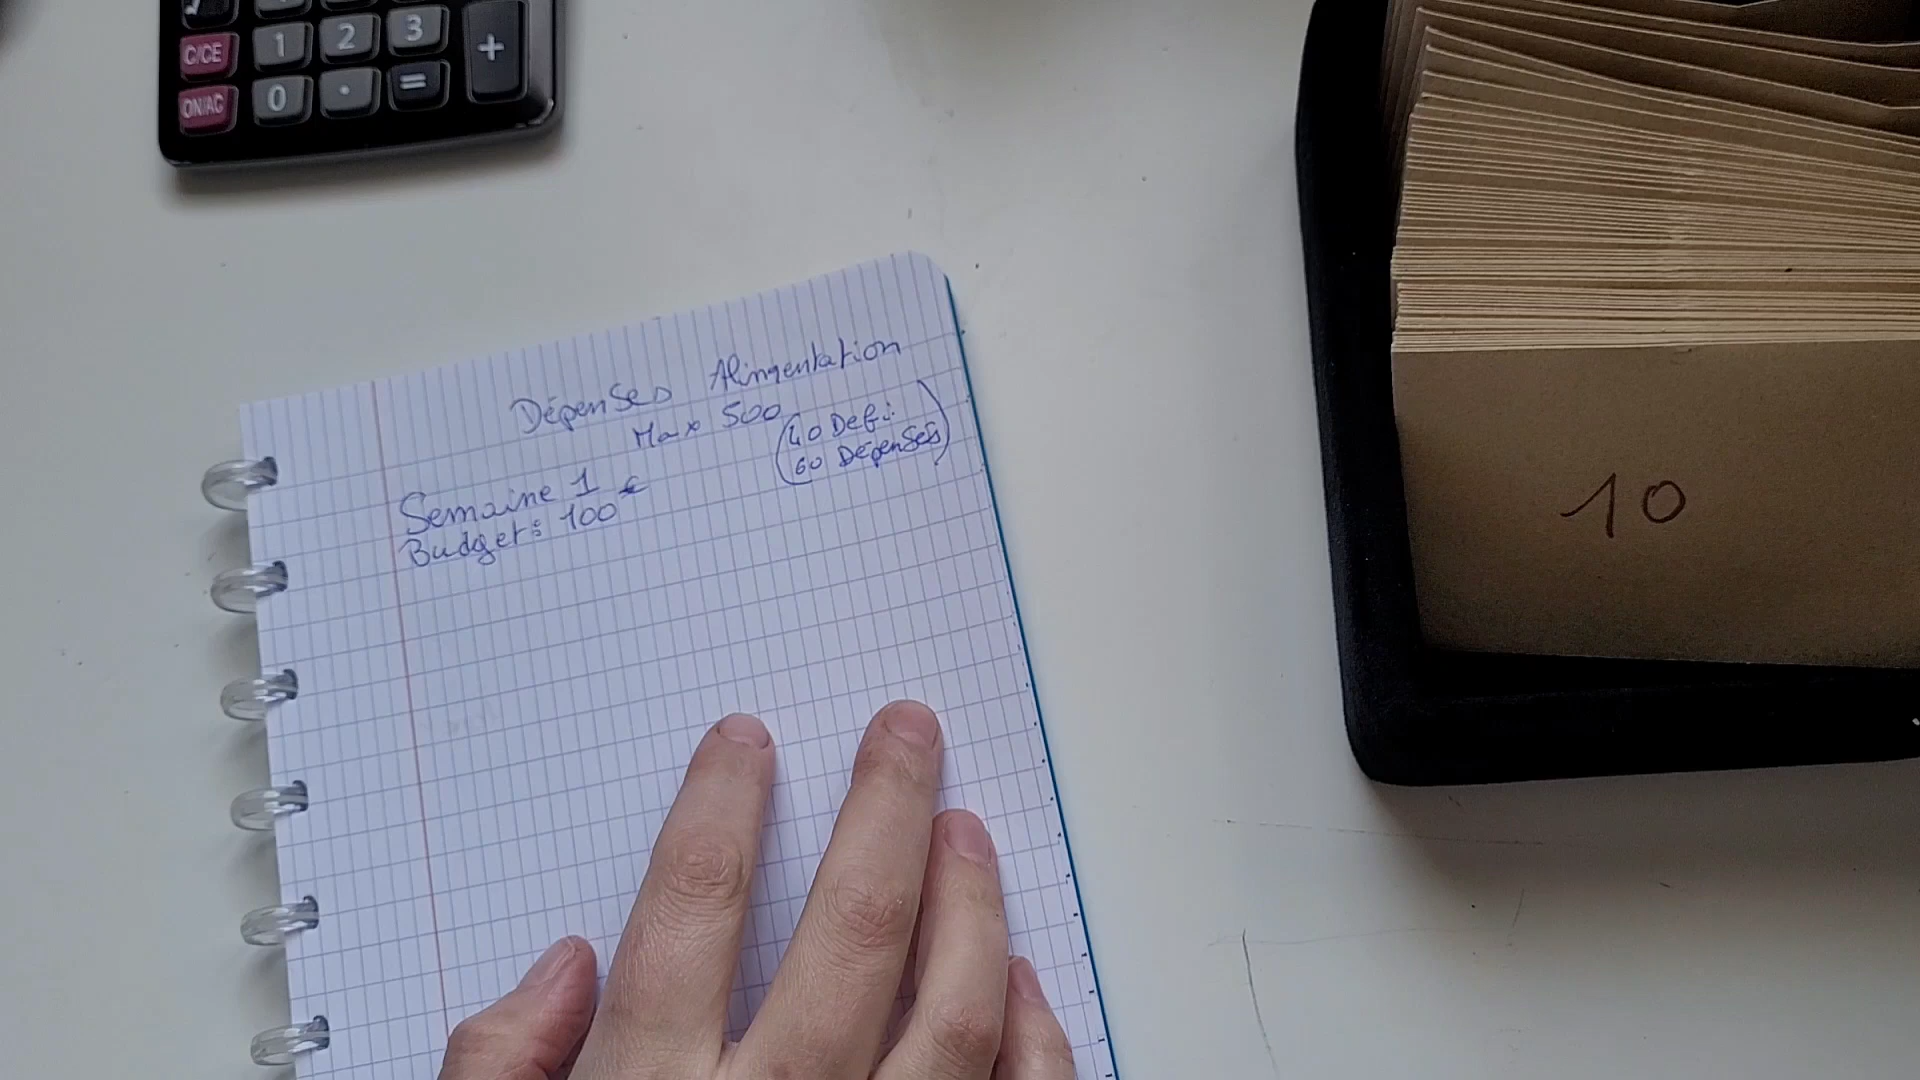 C/CE
1
2
3
+
ON/AC
0
.
=
Dépenses Alimentation
Max 500
(40 Defi
60 Dépenses)
Semaine 1
Budget: 100 €
10